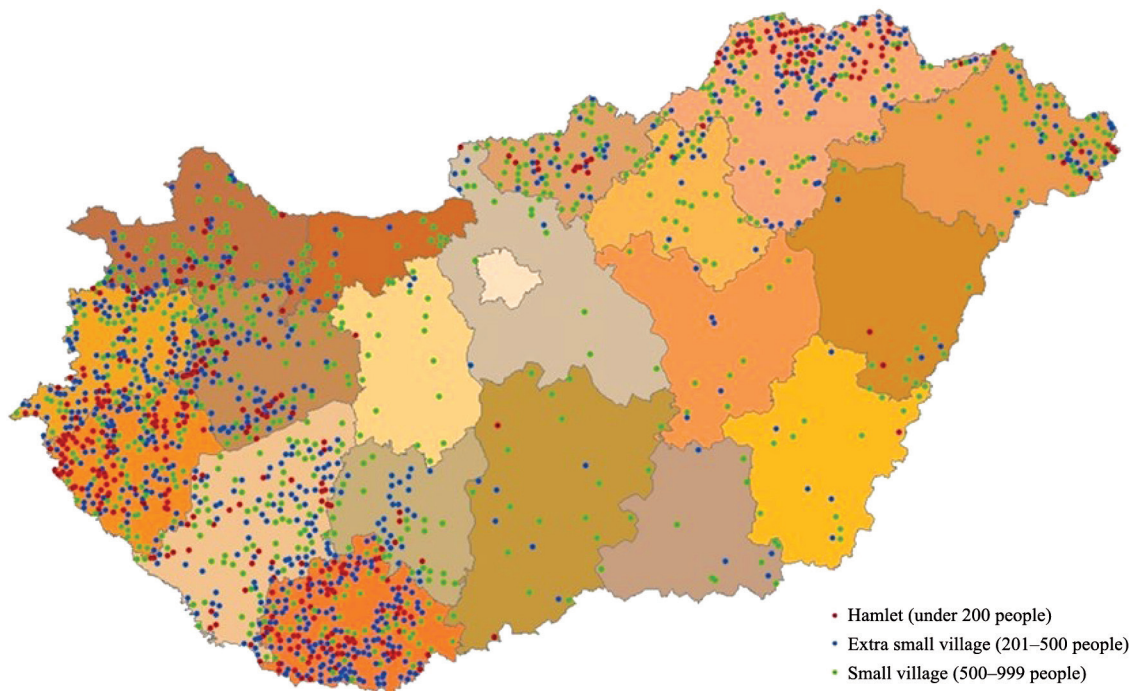 Hamlet (under 200 people)
Extra small village (201–500 people)
Small village (500–999 people)